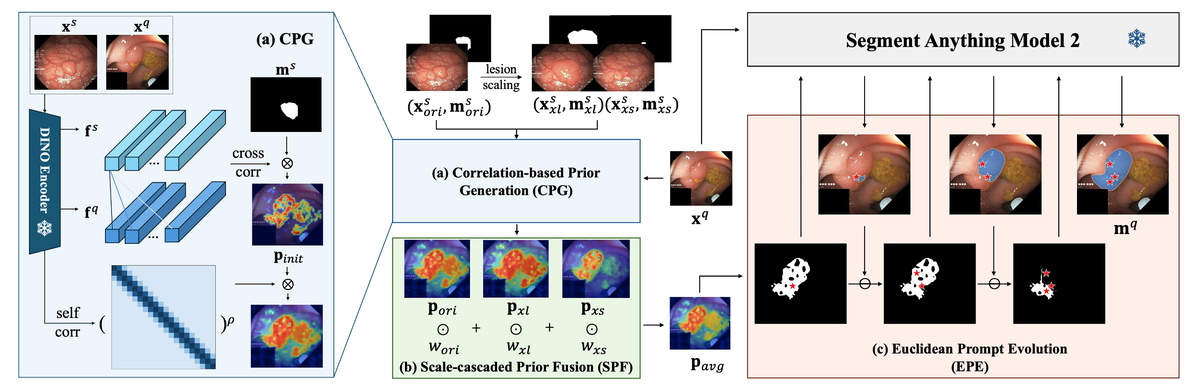 x^s x^q
(a) CPG
DINO Encoder
f^s
f^q
...
...
m^s
cross
corr
⊗
p_init
⊗
self
corr
( )^ρ
lesion
scaling
(x^s_ori, m^s_ori)
(x^s_xl, m^s_xl)(x^s_xs, m^s_xs)
(a) Correlation-based Prior
Generation (CPG)
x^q
p_ori p_xl p_xs
⊙ + ⊙ + ⊙
w_ori w_xl w_xs
(b) Scale-cascaded Prior Fusion (SPF)
p_avg
Segment Anything Model 2
m^q
⊖ ⊖
(c) Euclidean Prompt Evolution
(EPE)